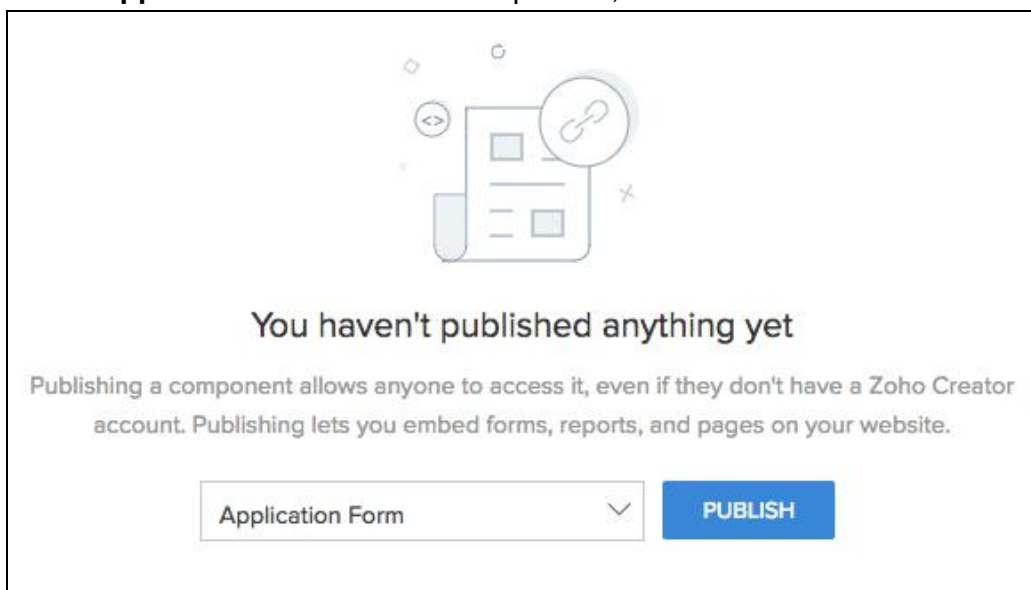 <>
You haven't published anything yet
Publishing a component allows anyone to access it, even if they don't have a Zoho Creator
account. Publishing lets you embed forms, reports, and pages on your website.
Application Form
PUBLISH